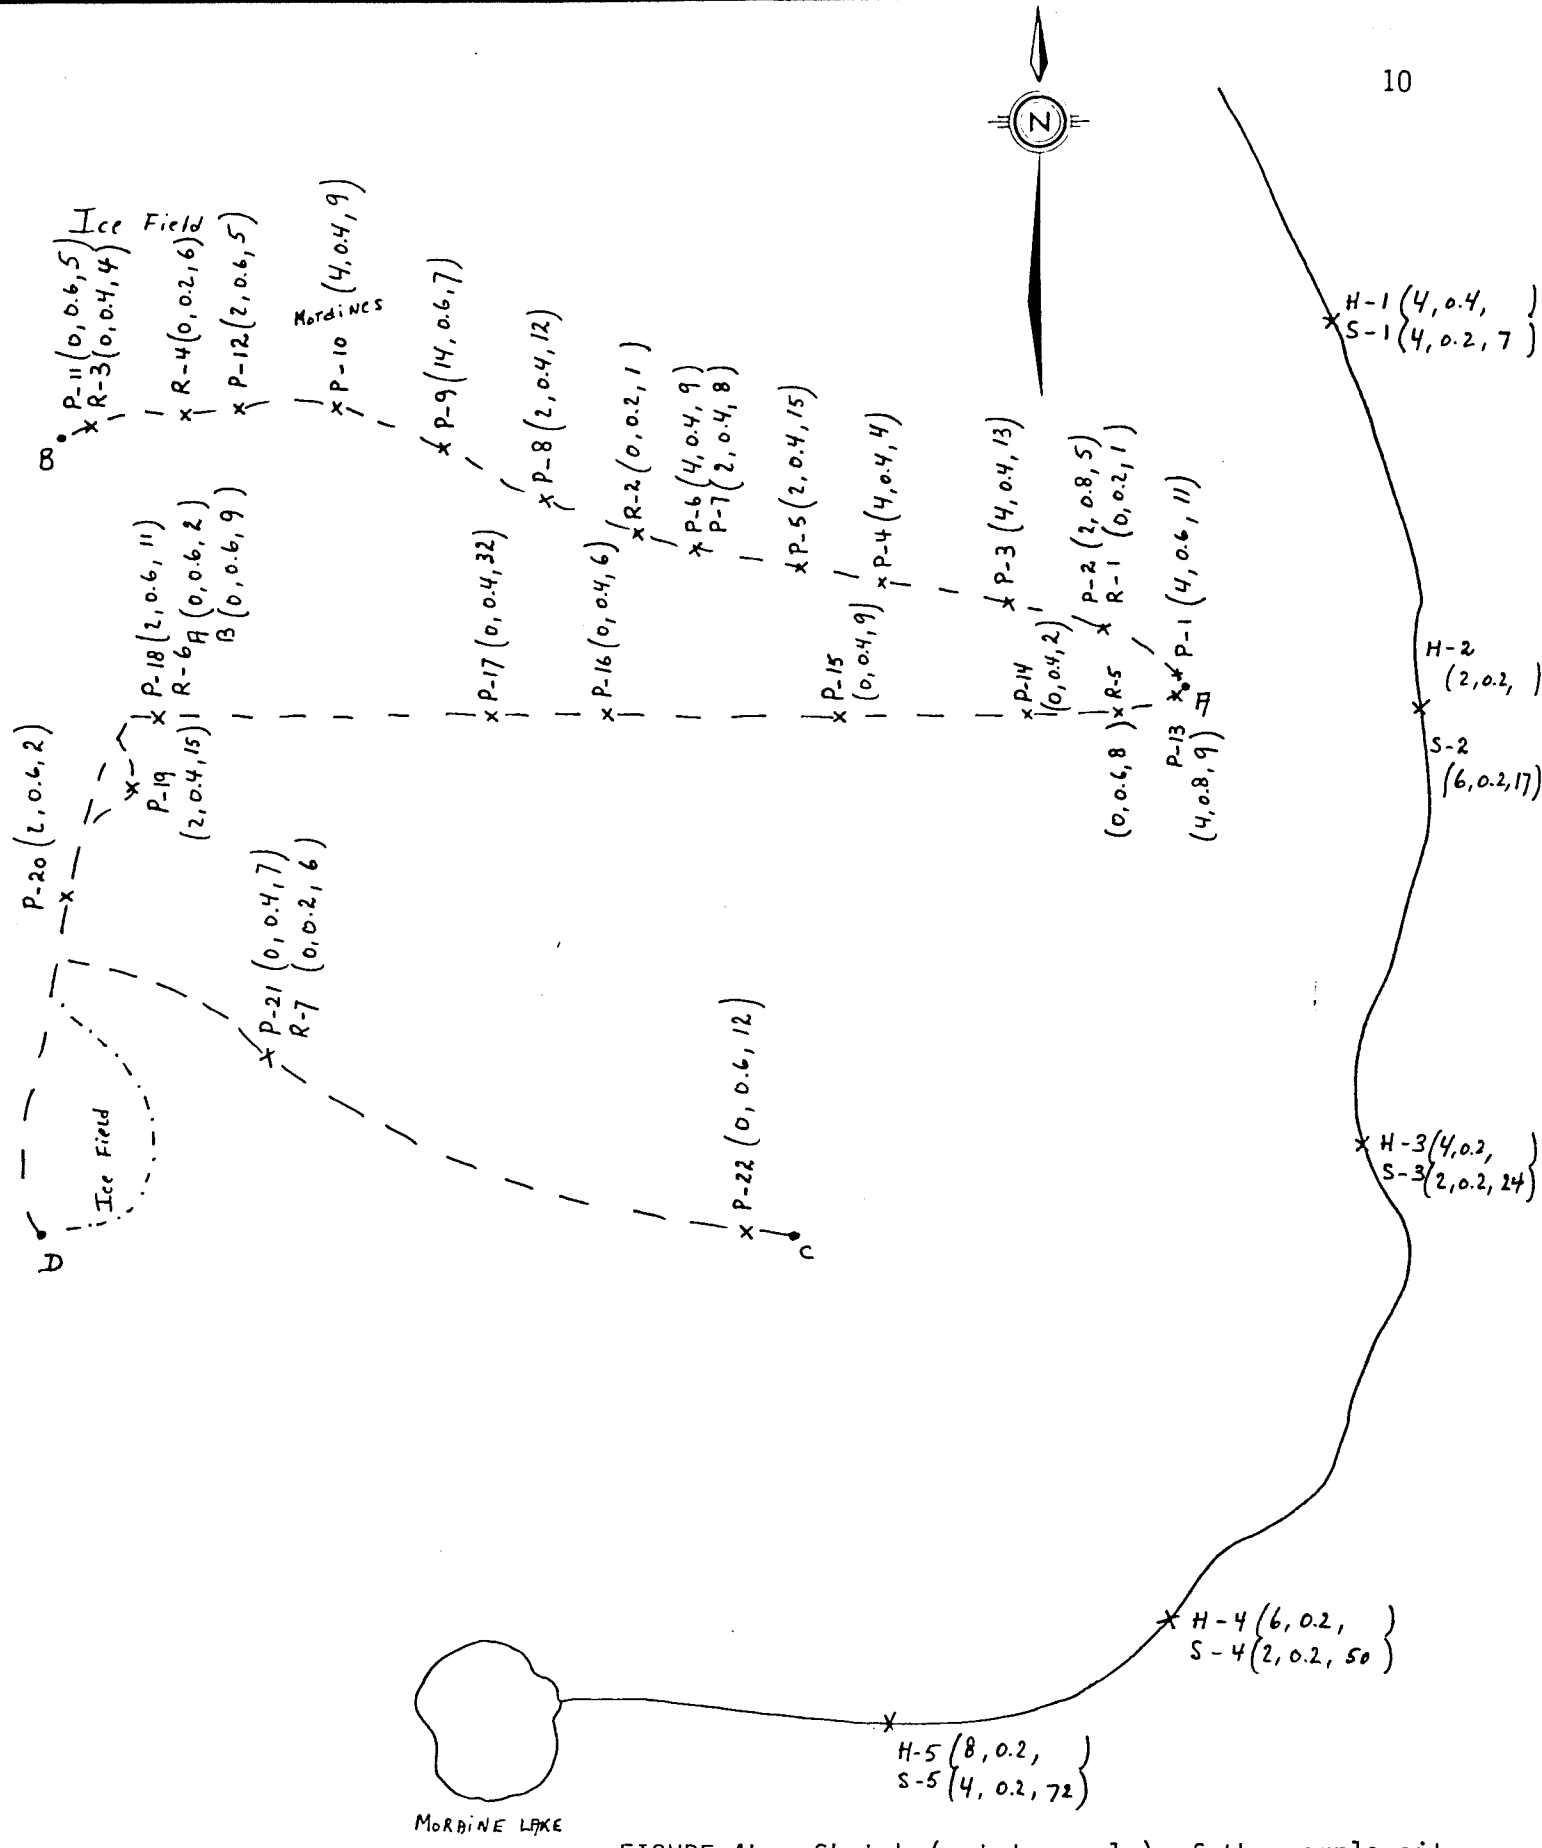 10
N
Ice Field
P-11 (0, 0.6, 5)
R-3 (0, 0.4, 4)
R-4 (0, 0.2, 6)
P-12 (2, 0.6, 5)
P-10 (4, 0.4, 9)
Moraines
P-9 (14, 0.6, 7)
P-8 (2, 0.4, 12)
R-2 (0, 0.2, 1)
P-6 (4, 0.4, 9)
P-7 (2, 0.4, 8)
P-5 (2, 0.4, 15)
P-4 (4, 0.4, 4)
P-3 (4, 0.4, 13)
P-2 (2, 0.8, 5)
R-1 (0, 0.2, 1)
P-1 (4, 0.6, 11)
B
A
P-18 (2, 0.6, 11)
R-6 A (0, 0.6, 2)
B (0, 0.6, 9)
P-17 (0, 0.4, 32)
P-16 (0, 0.4, 6)
P-15
(0, 0.4, 9)
P-14
(0, 0.4, 2)
R-5
(0, 0.6, 8)
P-13
(4, 0.8, 9)
P-19
(2, 0.4, 15)
P-20 (2, 0.6, 2)
P-21 (0, 0.4, 7)
R-7 (0, 0.2, 6)
P-22 (0, 0.6, 12)
Ice Field
D
C
H-1 (4, 0.4, )
S-1 (4, 0.2, 7)
H-2
(2, 0.2, )
S-2
(6, 0.2, 17)
H-3 (4, 0.2, )
S-3 (2, 0.2, 24)
H-4 (6, 0.2, )
S-4 (2, 0.2, 50)
H-5 (8, 0.2, )
S-5 (4, 0.2, 72)
MORAINE LAKE